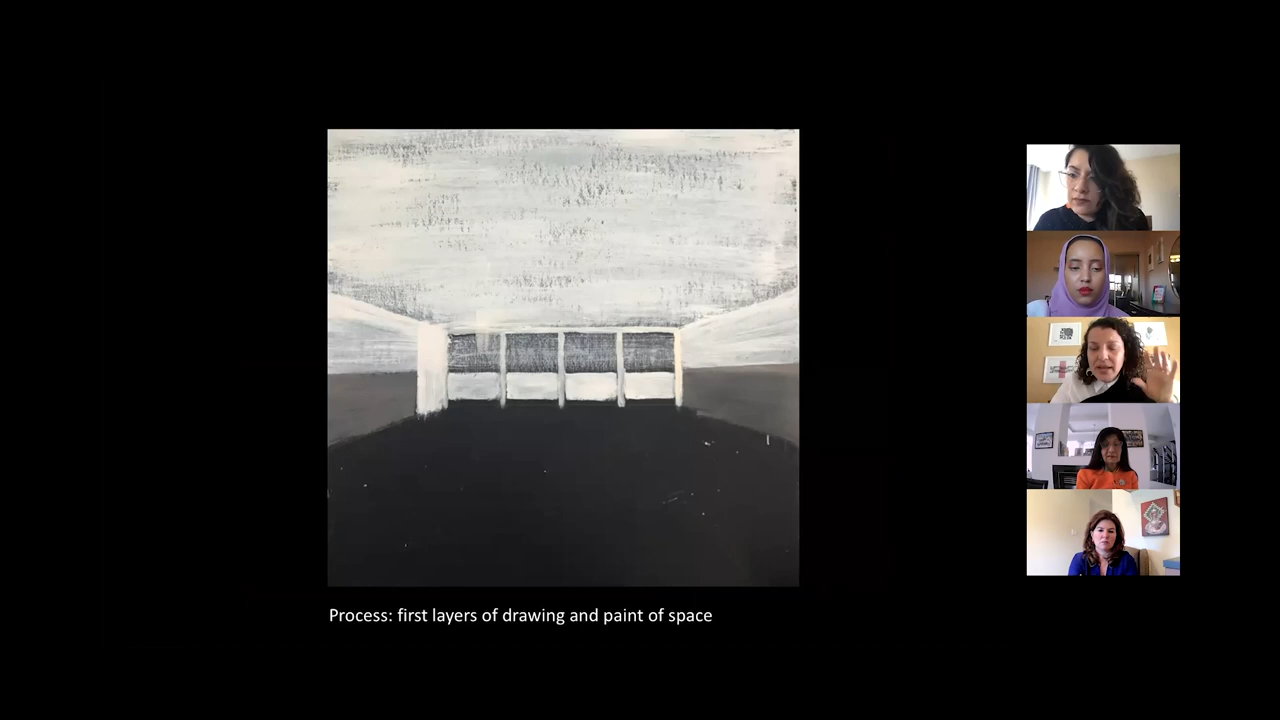 Process: first layers of drawing and paint of space